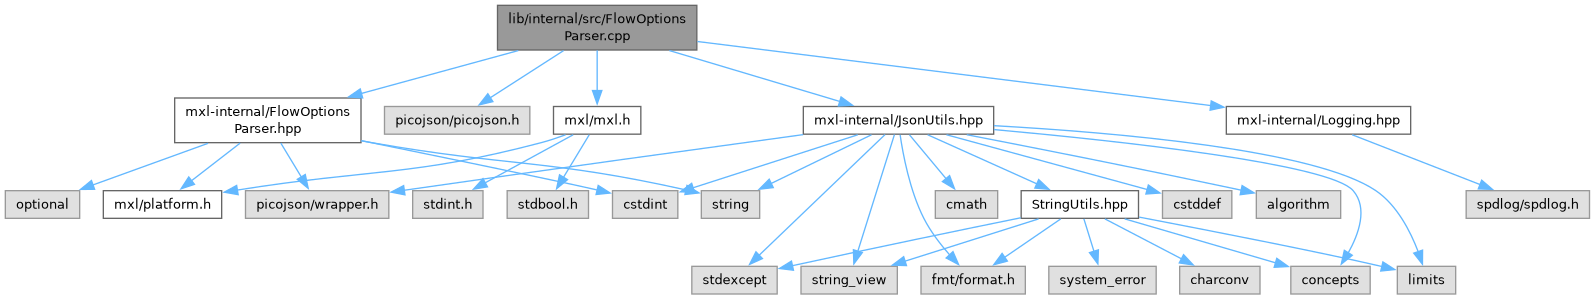 lib/internal/src/FlowOptions
Parser.cpp
mxl-internal/FlowOptions
Parser.hpp
picojson/picojson.h
mxl/mxl.h
mxl-internal/JsonUtils.hpp
mxl-internal/Logging.hpp
optional
mxl/platform.h
picojson/wrapper.h
stdint.h
stdbool.h
cstdint
string
cmath
StringUtils.hpp
cstddef
algorithm
spdlog/spdlog.h
stdexcept
string_view
fmt/format.h
system_error
charconv
concepts
limits